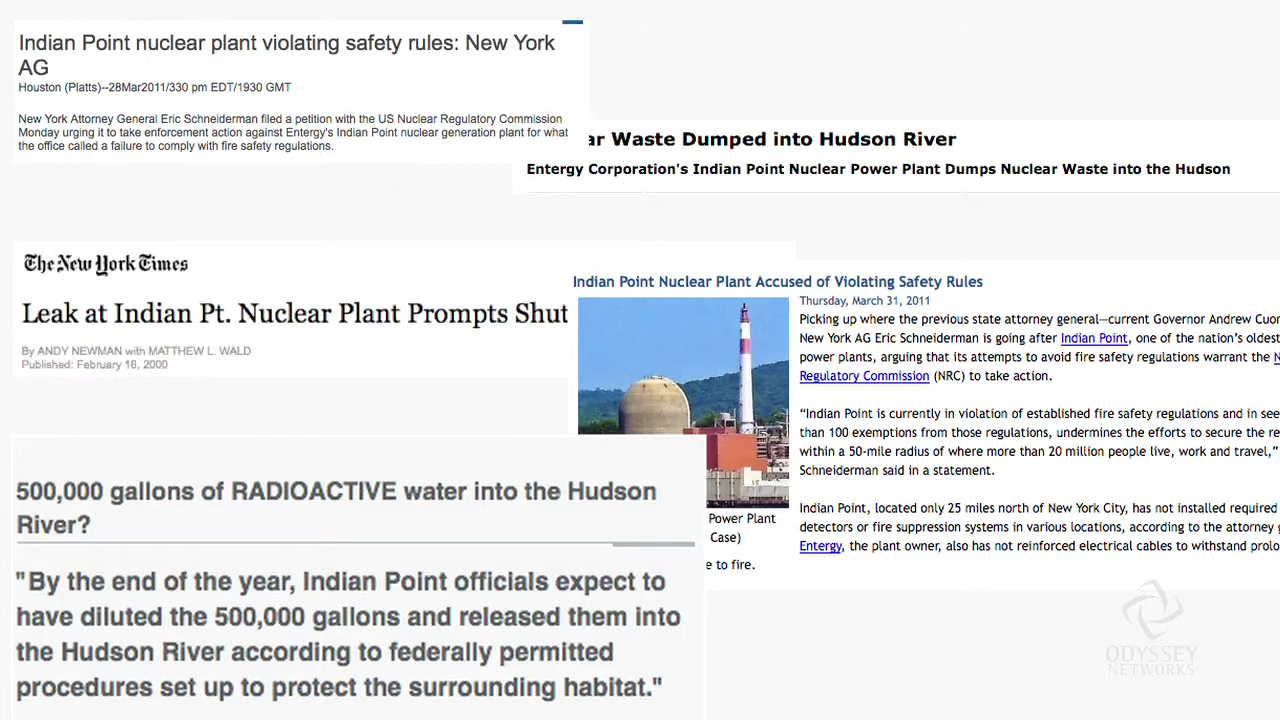 Indian Point nuclear plant violating safety rules: New York
AG
Houston (Platts)--28Mar2011/330 pm EDT/1930 GMT
New York Attorney General Eric Schneiderman filed a petition with the US Nuclear Regulatory Commission
Monday urging it to take enforcement action against Entergy's Indian Point nuclear generation plant for what
the office called a failure to comply with fire safety regulations.
ar Waste Dumped into Hudson River
Entergy Corporation's Indian Point Nuclear Power Plant Dumps Nuclear Waste into the Hudson
The New York Times
Leak at Indian Pt. Nuclear Plant Prompts Shut
By ANDY NEWMAN with MATTHEW L. WALD
Published: February 16, 2000
Indian Point Nuclear Plant Accused of Violating Safety Rules
Thursday, March 31, 2011
Picking up where the previous state attorney general—current Governor Andrew Cuor
New York AG Eric Schneiderman is going after Indian Point, one of the nation's oldest
power plants, arguing that its attempts to avoid fire safety regulations warrant the N
Regulatory Commission (NRC) to take action.
“Indian Point is currently in violation of established fire safety regulations and in see
than 100 exemptions from those regulations, undermines the efforts to secure the re
within a 50-mile radius of where more than 20 million people live, work and travel,”
Schneiderman said in a statement.
Indian Point, located only 25 miles north of New York City, has not installed required
detectors or fire suppression systems in various locations, according to the attorney g
Entergy, the plant owner, also has not reinforced electrical cables to withstand prolo
Power Plant
Case)
e to fire.
500,000 gallons of RADIOACTIVE water into the Hudson
River?
"By the end of the year, Indian Point officials expect to
have diluted the 500,000 gallons and released them into
the Hudson River according to federally permitted
procedures set up to protect the surrounding habitat."
ODYSSEY
NETWORKS